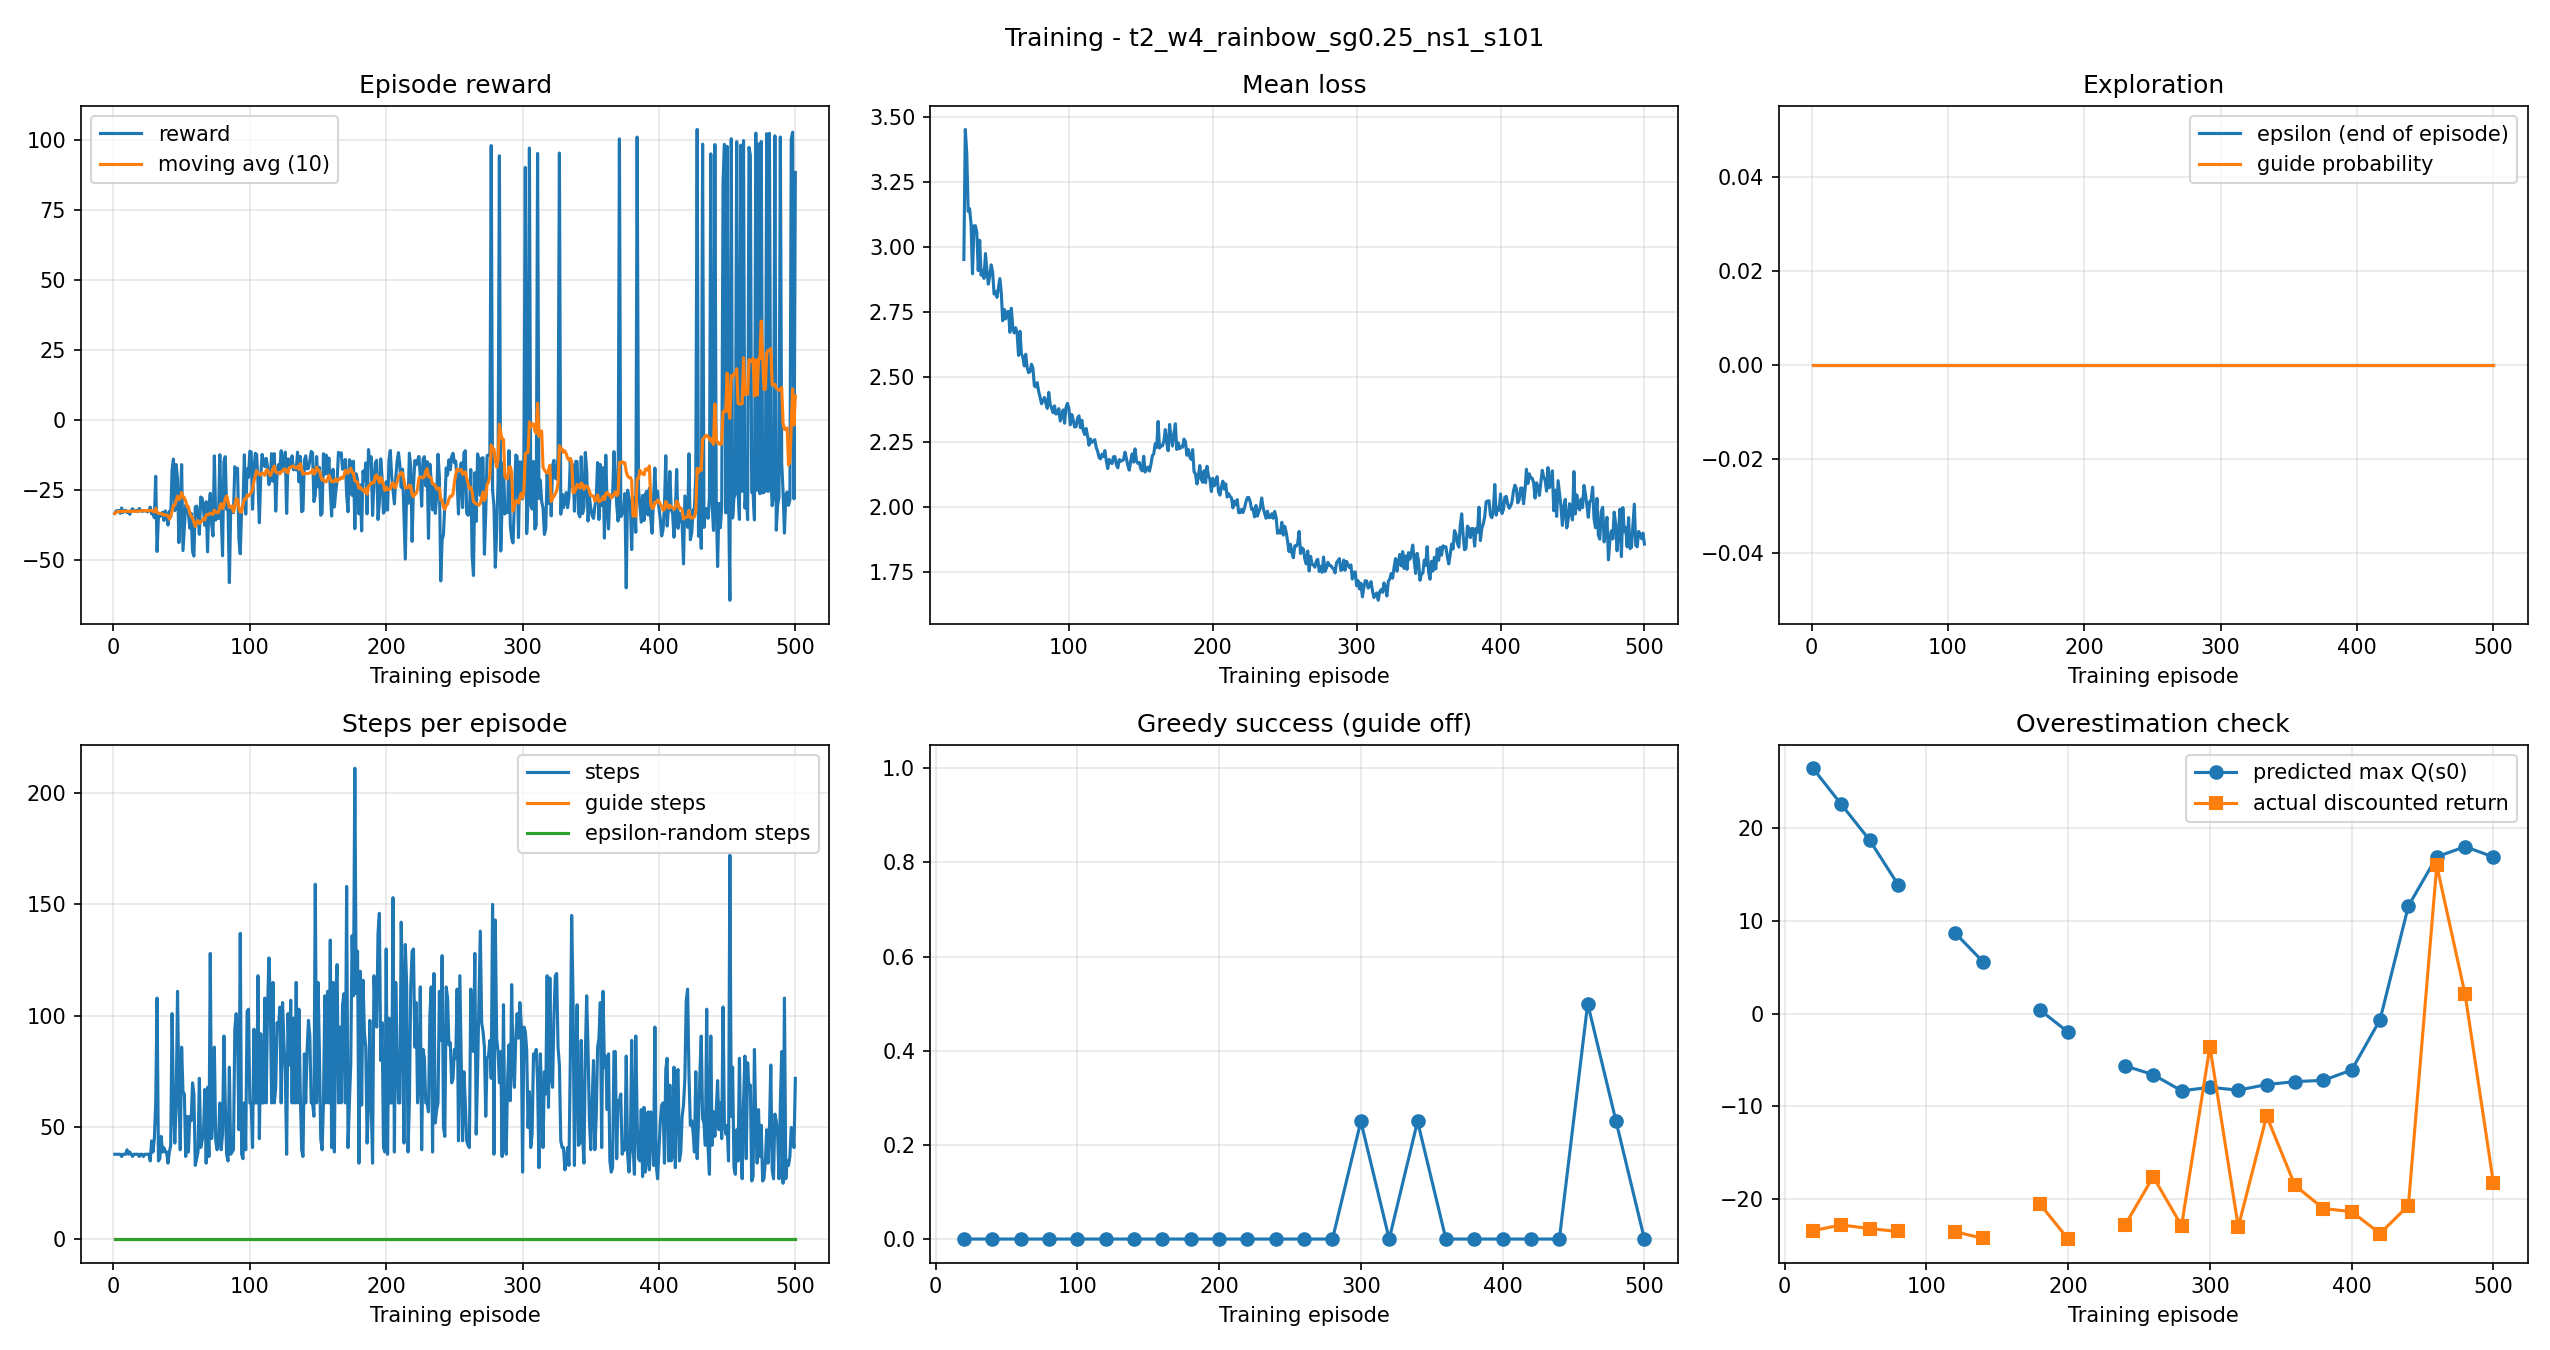 Training - t2_w4_rainbow_sg0.25_ns1_s101
Episode reward
reward
moving avg (10)
100
75
50
25
0
−25
−50
0 100 200 300 400 500
Training episode
Mean loss
3.50
3.25
3.00
2.75
2.50
2.25
2.00
1.75
100 200 300 400 500
Training episode
Exploration
epsilon (end of episode)
guide probability
0.04
0.02
0.00
−0.02
−0.04
0 100 200 300 400 500
Training episode
Steps per episode
steps
guide steps
epsilon-random steps
200
150
100
50
0
0 100 200 300 400 500
Training episode
Greedy success (guide off)
1.0
0.8
0.6
0.4
0.2
0.0
0 100 200 300 400 500
Training episode
Overestimation check
predicted max Q(s0)
actual discounted return
20
10
0
−10
−20
0 100 200 300 400 500
Training episode